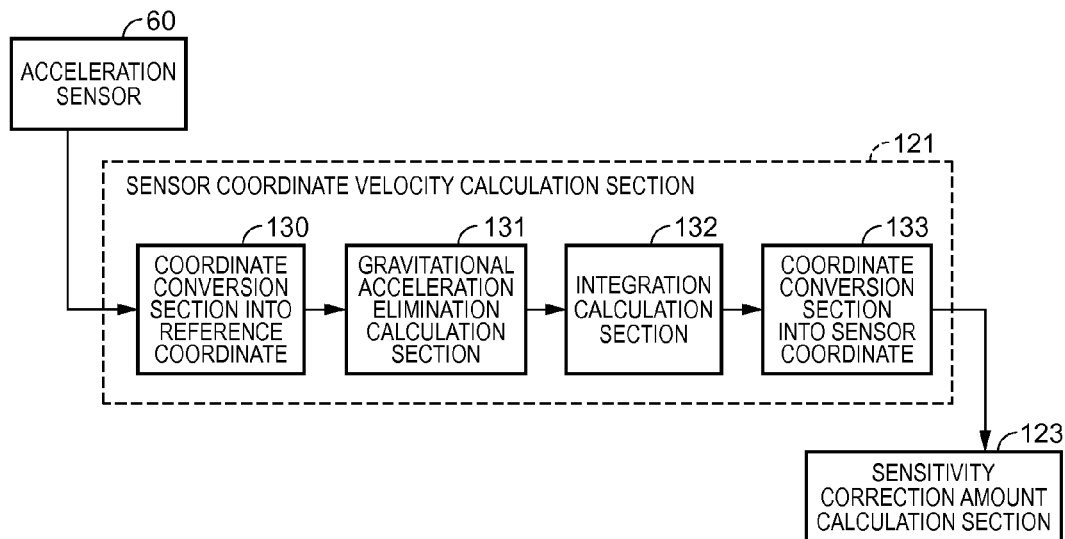 60
ACCELERATION
SENSOR
121
SENSOR COORDINATE VELOCITY CALCULATION SECTION
130
COORDINATE
CONVERSION
SECTION INTO
REFERENCE
COORDINATE
131
GRAVITATIONAL
ACCELERATION
ELIMINATION
CALCULATION
SECTION
132
INTEGRATION
CALCULATION
SECTION
133
COORDINATE
CONVERSION
SECTION
INTO SENSOR
COORDINATE
123
SENSITIVITY
CORRECTION AMOUNT
CALCULATION SECTION